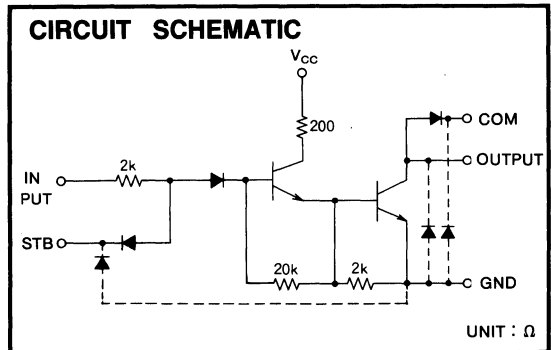 CIRCUIT SCHEMATIC
VCC
200
COM
OUTPUT
2k
IN
PUT
STB
20k
2k
GND
UNIT : Ω